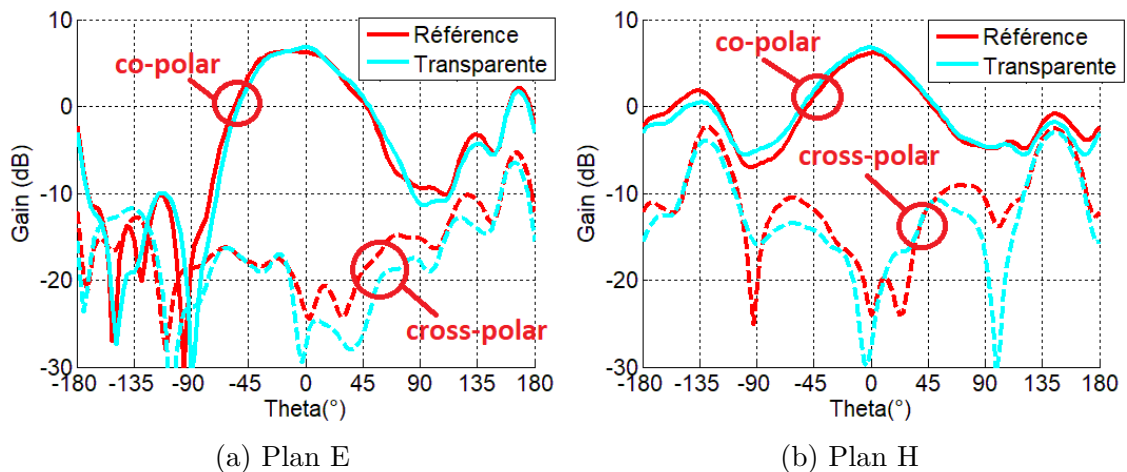 10
0
-10
-20
-30
Gain (dB)
-180 -135 -90 -45 0 45 90 135 180
Theta(°)
Référence
Transparente
co-polar
cross-polar
(a) Plan E
10
0
-10
-20
-30
Gain (dB)
-180 -135 -90 -45 0 45 90 135 180
Theta(°)
Référence
Transparente
co-polar
cross-polar
(b) Plan H